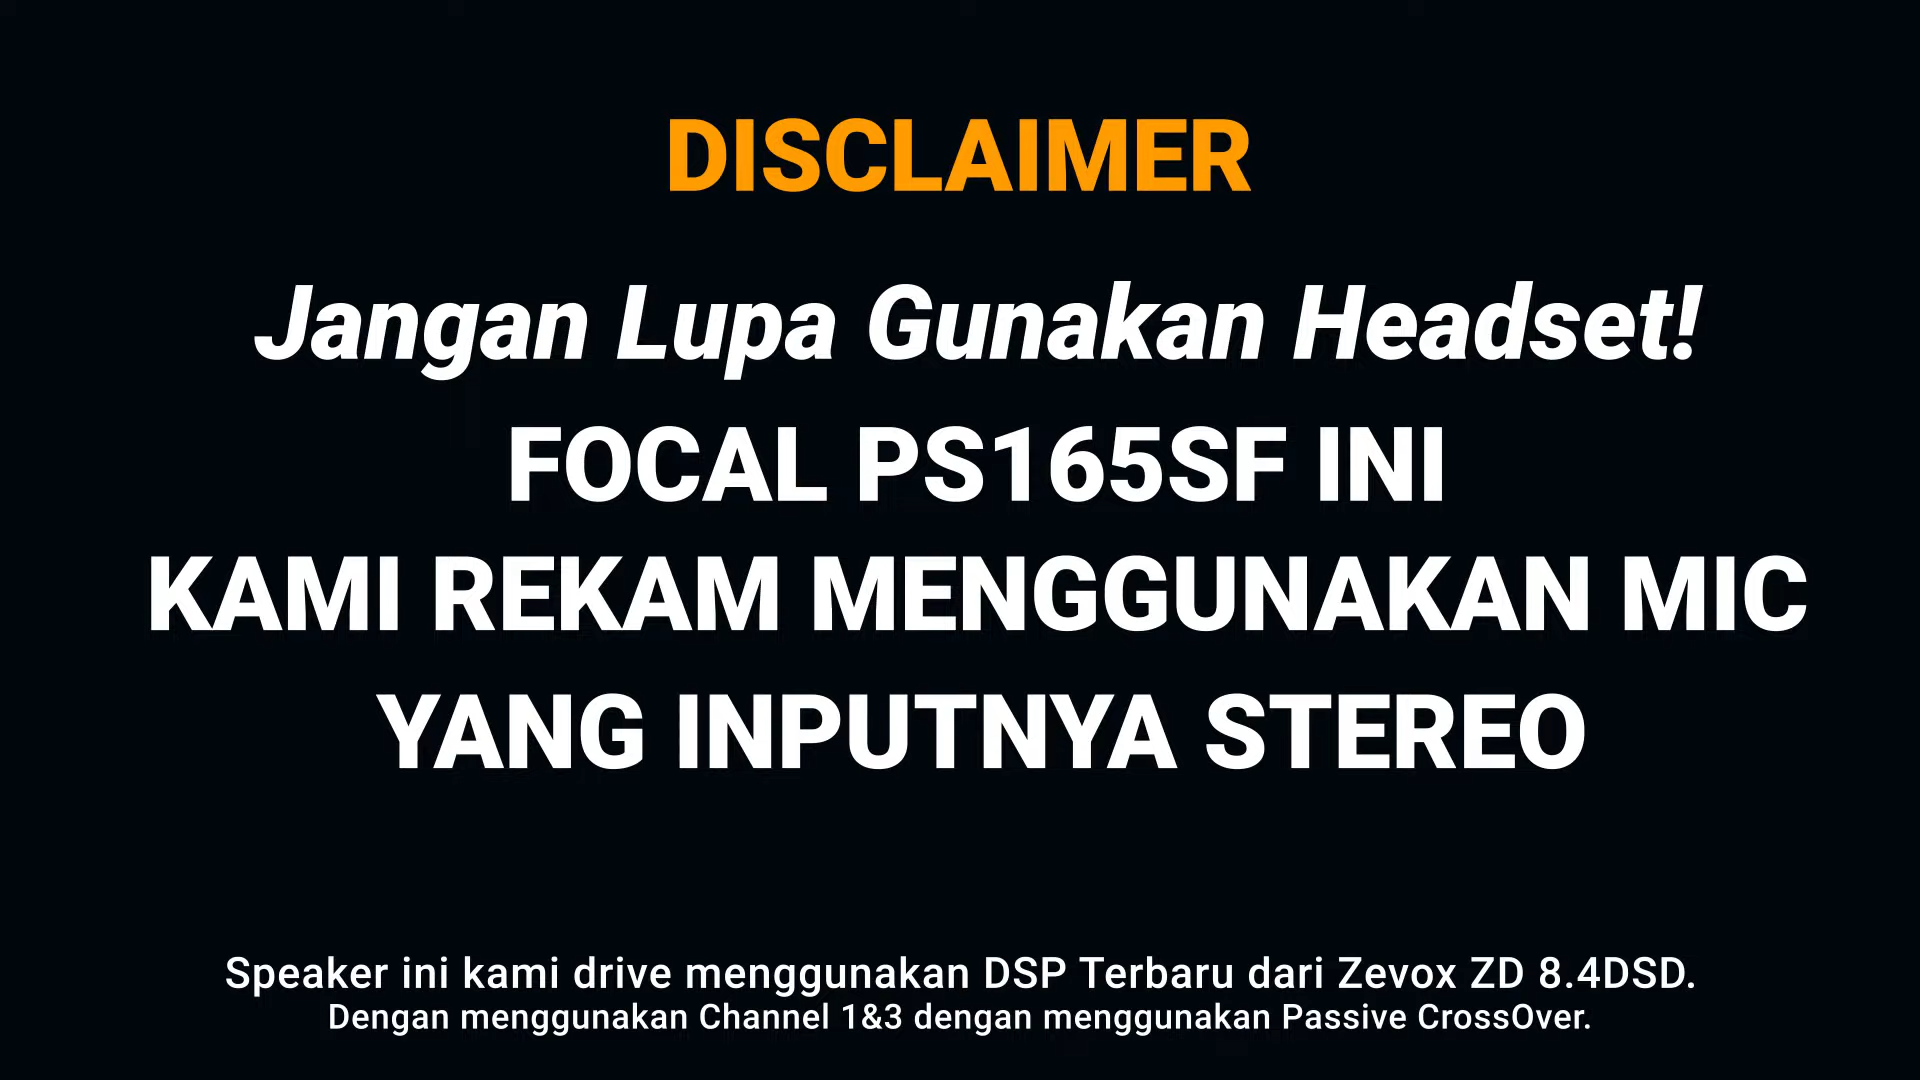 DISCLAIMER
Jangan Lupa Gunakan Headset!
FOCAL PS165SF INI
KAMI REKAM MENGGUNAKAN MIC
YANG INPUTNYA STEREO
Speaker ini kami drive menggunakan DSP Terbaru dari Zevox ZD 8.4DSD.
Dengan menggunakan Channel 1&3 dengan menggunakan Passive CrossOver.